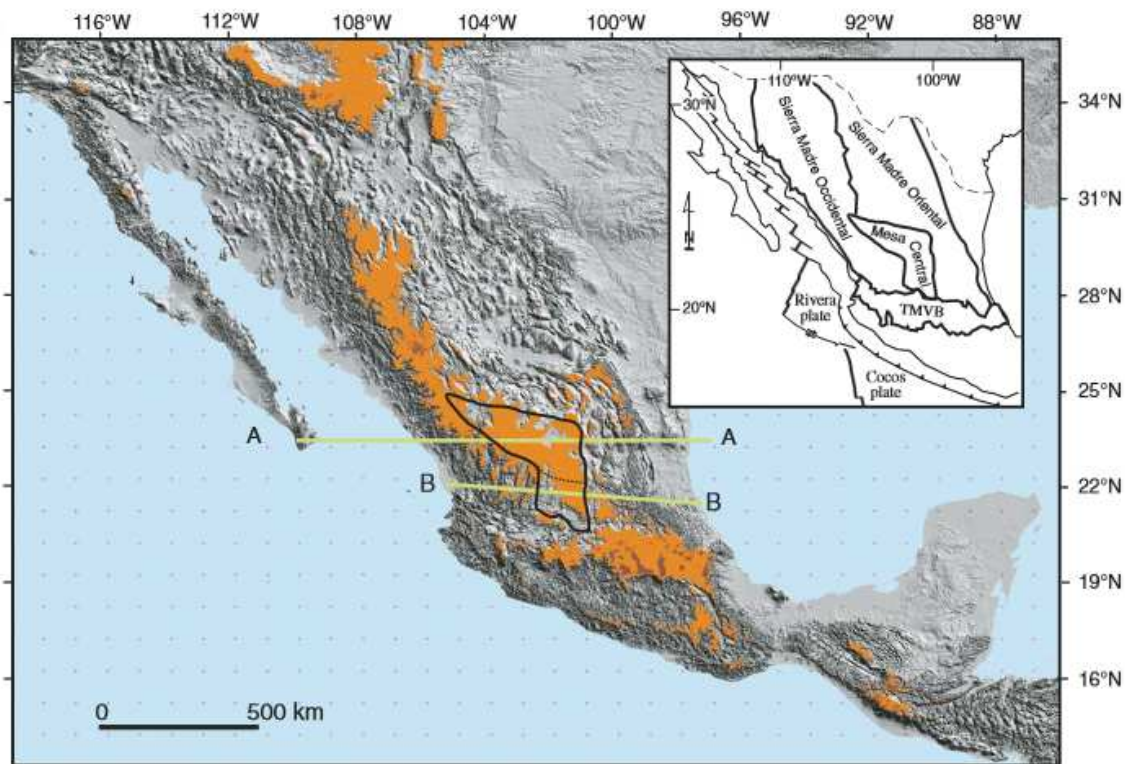 116°W 112°W 108°W 104°W 100°W 96°W 92°W 88°W
110°W 100°W
30°N
20°N
N
Sierra Madre Occidental
Sierra Madre Oriental
Mesa
Central
TMVB
Rivera
plate
Cocos
plate
34°N
31°N
28°N
25°N
22°N
19°N
16°N
A A
B B
0 500 km